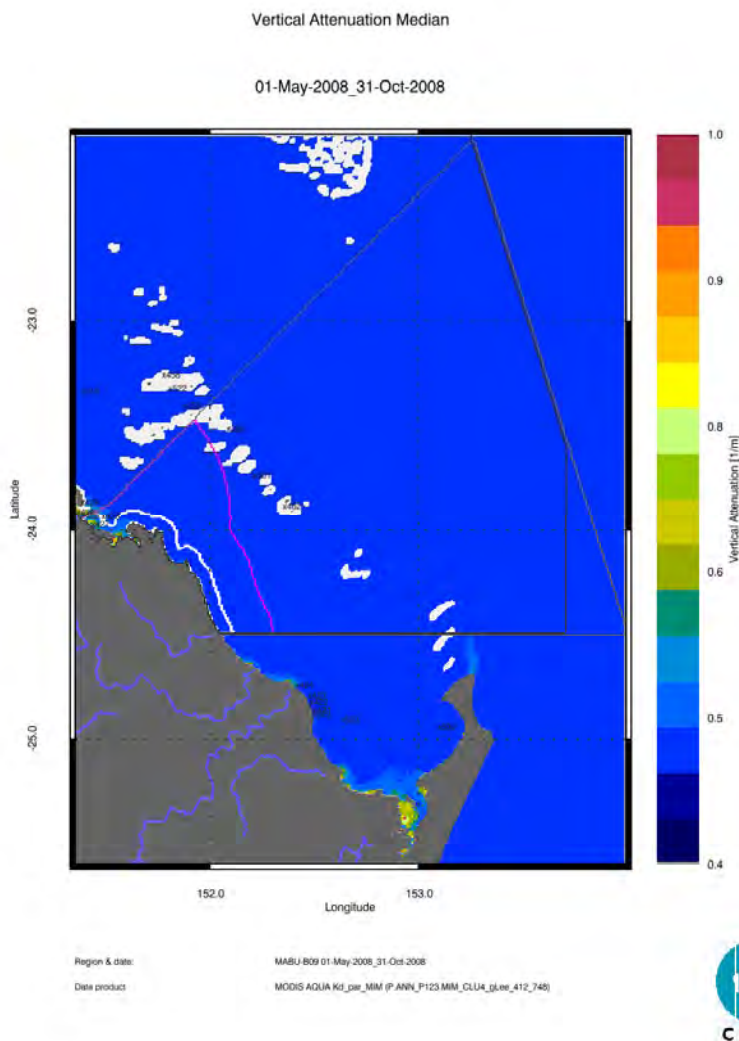 Vertical Attenuation Median
01-May-2008_31-Oct-2008
1.0
0.9
0.8
0.6
0.5
0.4
Vertical Attenuation [1/m]
-23.0
-24.0
-25.0
Latitude
152.0
153.0
Longitude
Region & date:
MABU-B09 01-May-2008_31-Oct-2008
Data product
MODIS AQUA Kd_par_MIM (P.ANN_P123.MIM_CLU4_gLee_412_748)
C